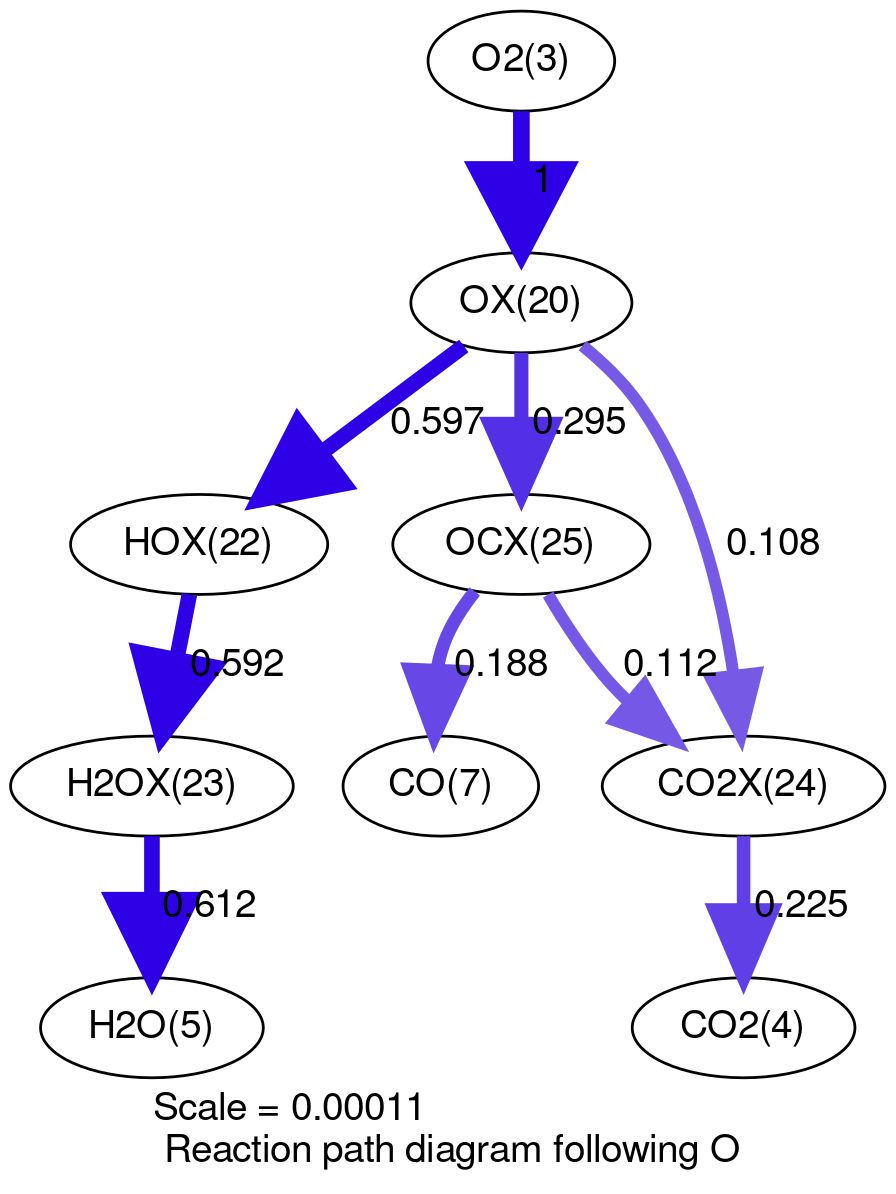 O2(3)
1
OX(20)
0.597
0.295
HOX(22)
OCX(25)
0.108
0.592
0.188
0.112
H2OX(23)
CO(7)
CO2X(24)
0.612
0.225
H2O(5)
CO2(4)
Scale = 0.00011
Reaction path diagram following O